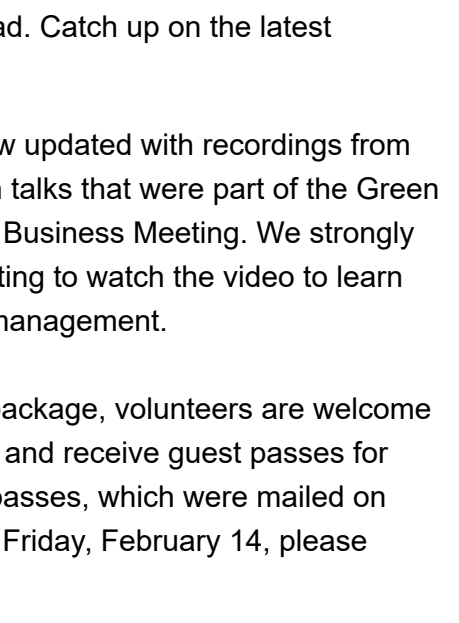 ad. Catch up on the latest
w updated with recordings from
talks that were part of the Green
Business Meeting. We strongly
ting to watch the video to learn
management.
package, volunteers are welcome
and receive guest passes for
passes, which were mailed on
Friday, February 14, please